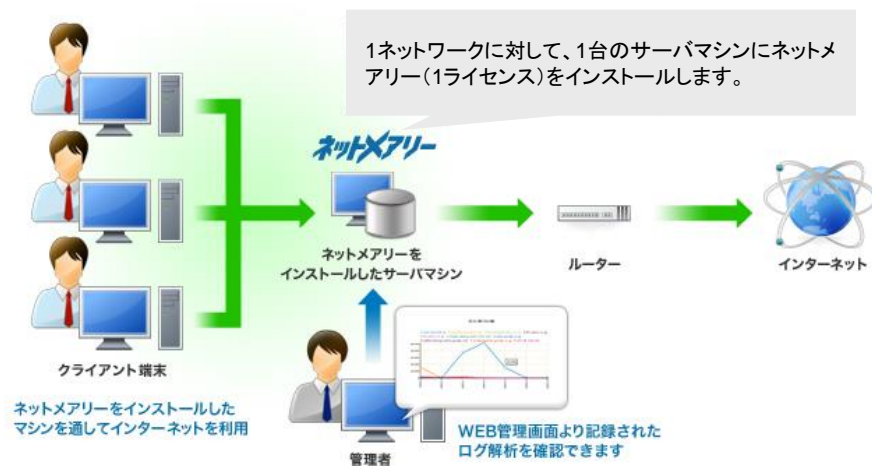 1ネットワークに対して、1台のサーバマシンにネットメ
アリー（1ライセンス）をインストールします。
ネットメアリー
ネットメアリーを
インストールしたサーバマシン
ルーター
インターネット
クライアント端末
ネットメアリーをインストールした
マシンを通してインターネットを利用
管理者
WEB管理画面より記録された
ログ解析を確認できます